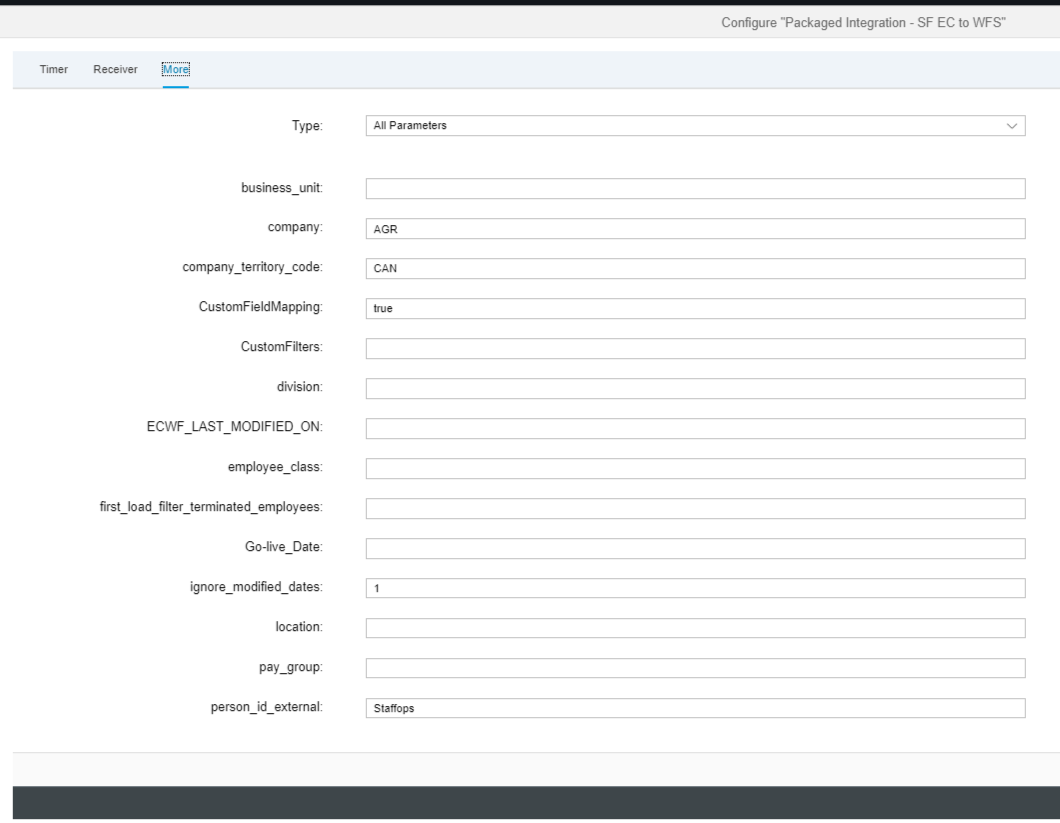 Configure "Packaged Integration - SF EC to WFS"
Timer Receiver More
Type: All Parameters
business_unit:
company: AGR
company_territory_code: CAN
CustomFieldMapping: true
CustomFilters:
division:
ECWF_LAST_MODIFIED_ON:
employee_class:
first_load_filter_terminated_employees:
Go-live_Date:
ignore_modified_dates: 1
location:
pay_group:
person_id_external: Staffops